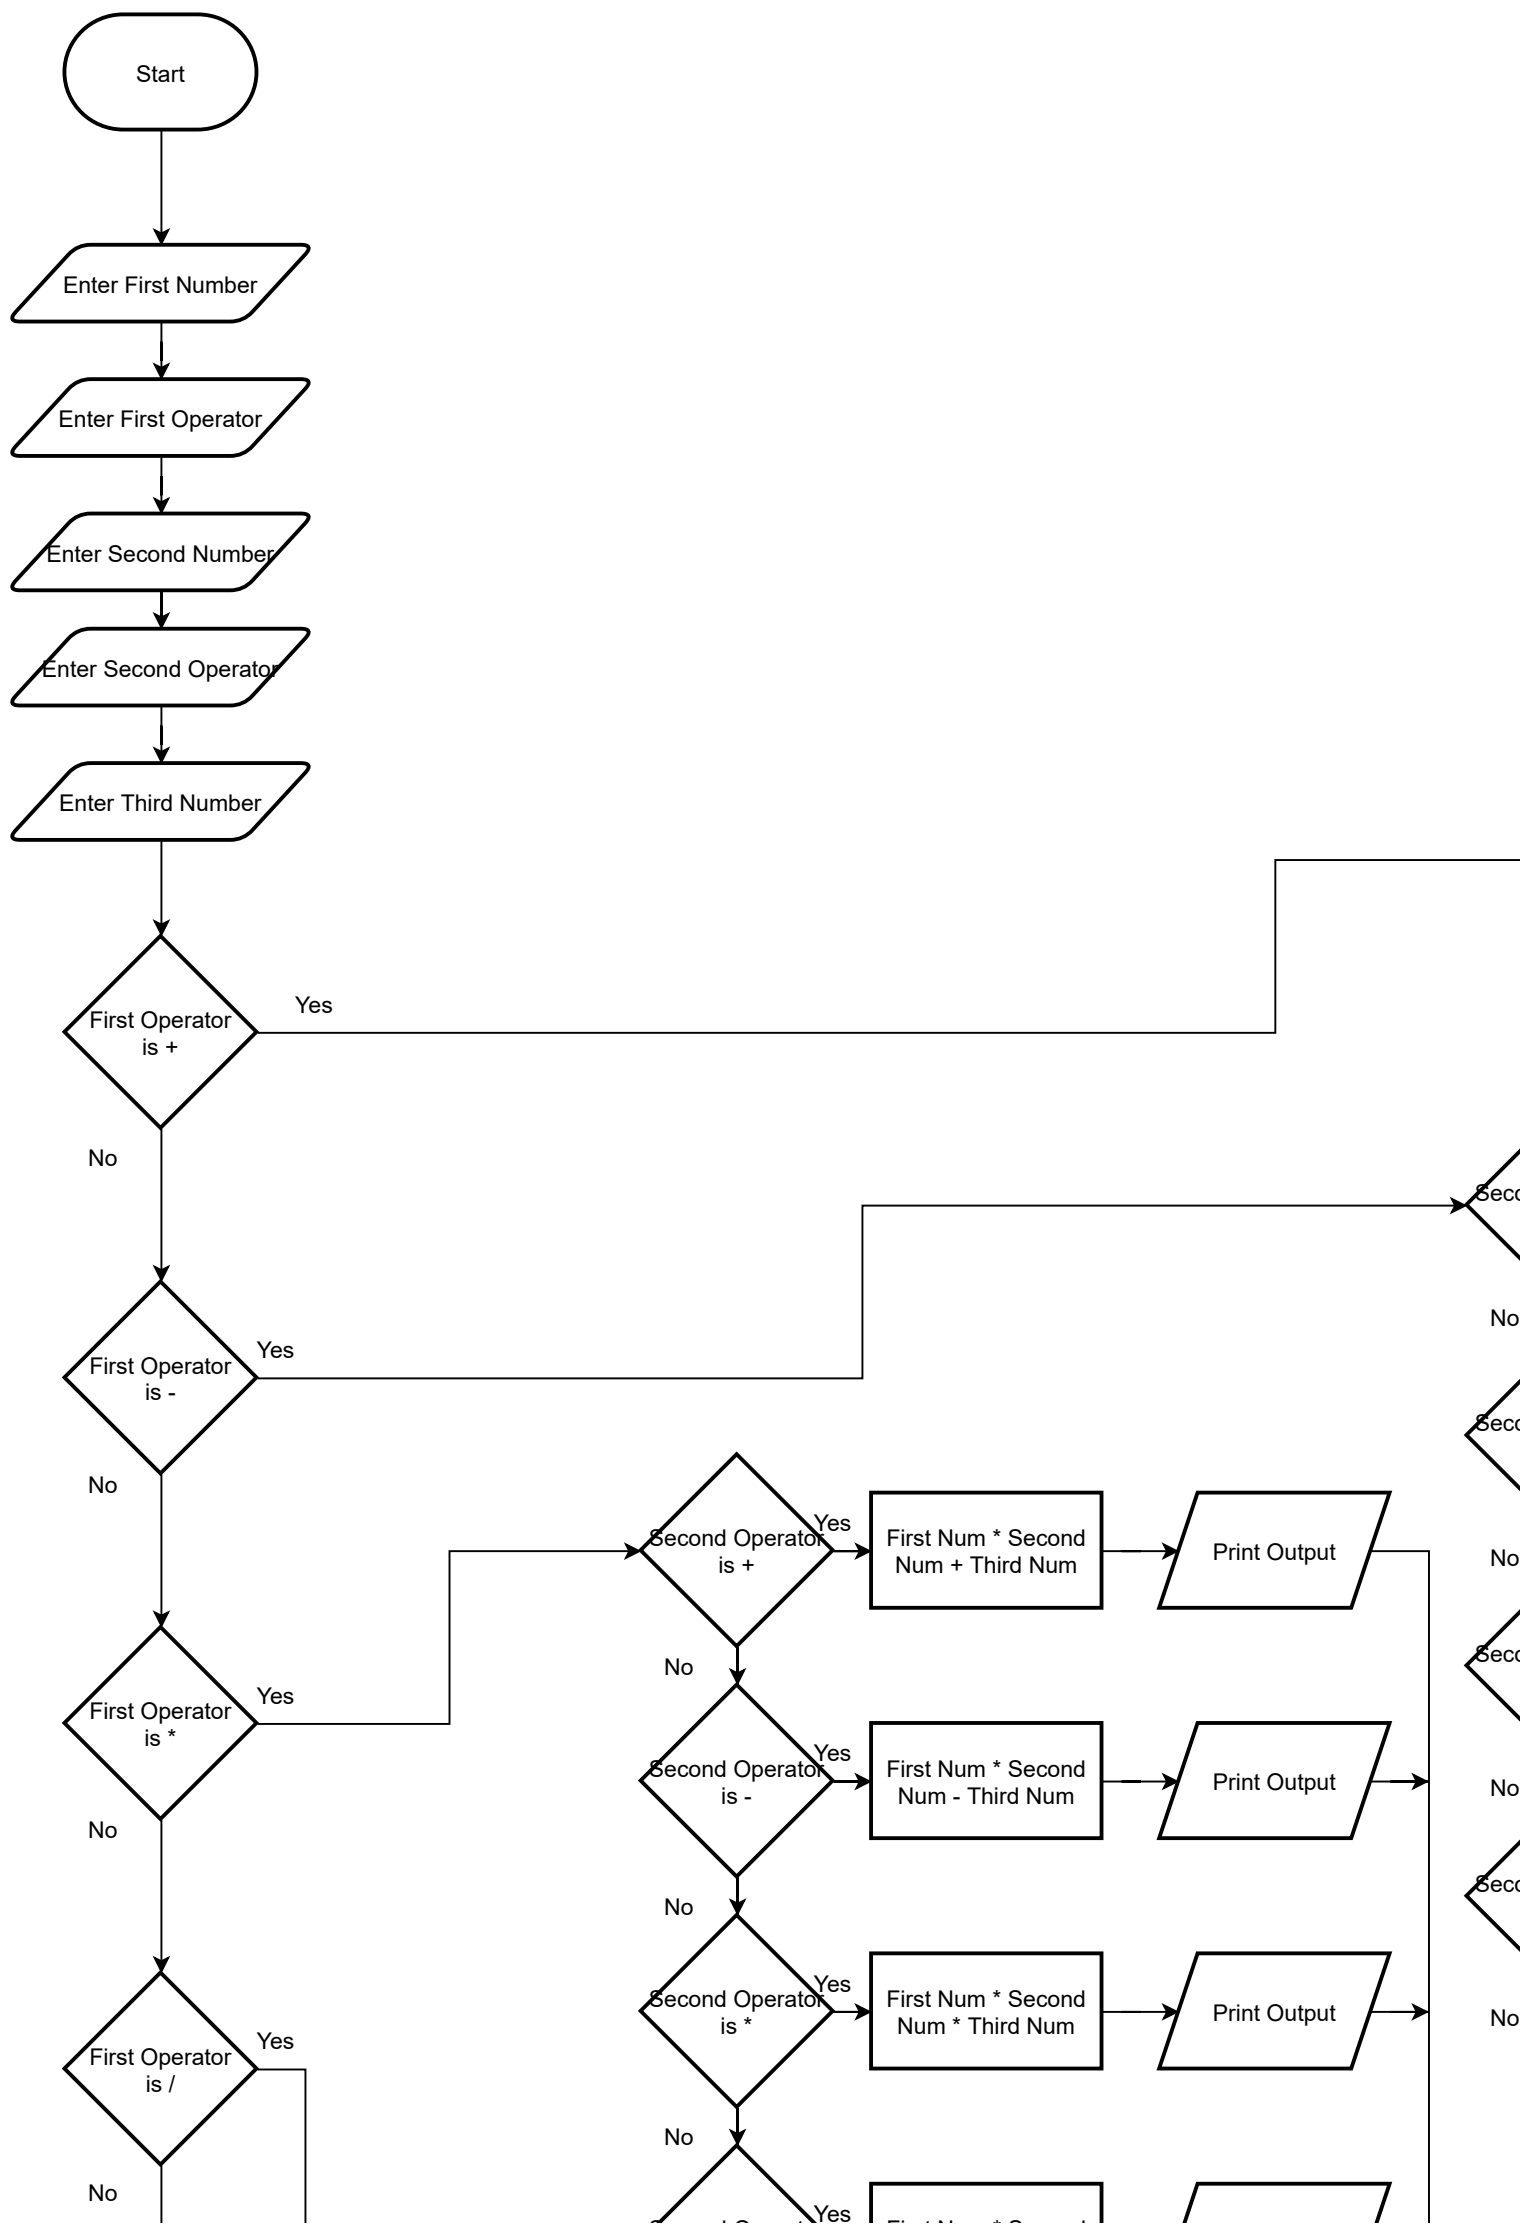 Start
Enter First Number
Enter First Operator
Enter Second Number
Enter Second Operator
Enter Third Number
First Operator
is +
Yes
No
First Operator
is -
Yes
No
First Operator
is *
Yes
No
First Operator
is /
Yes
No
Second Operator
is +
Yes
First Num * Second
Num + Third Num
Print Output
No
Second Operator
is -
Yes
First Num * Second
Num - Third Num
Print Output
No
Second Operator
is *
Yes
First Num * Second
Num * Third Num
Print Output
No
Yes
No
No
No
No